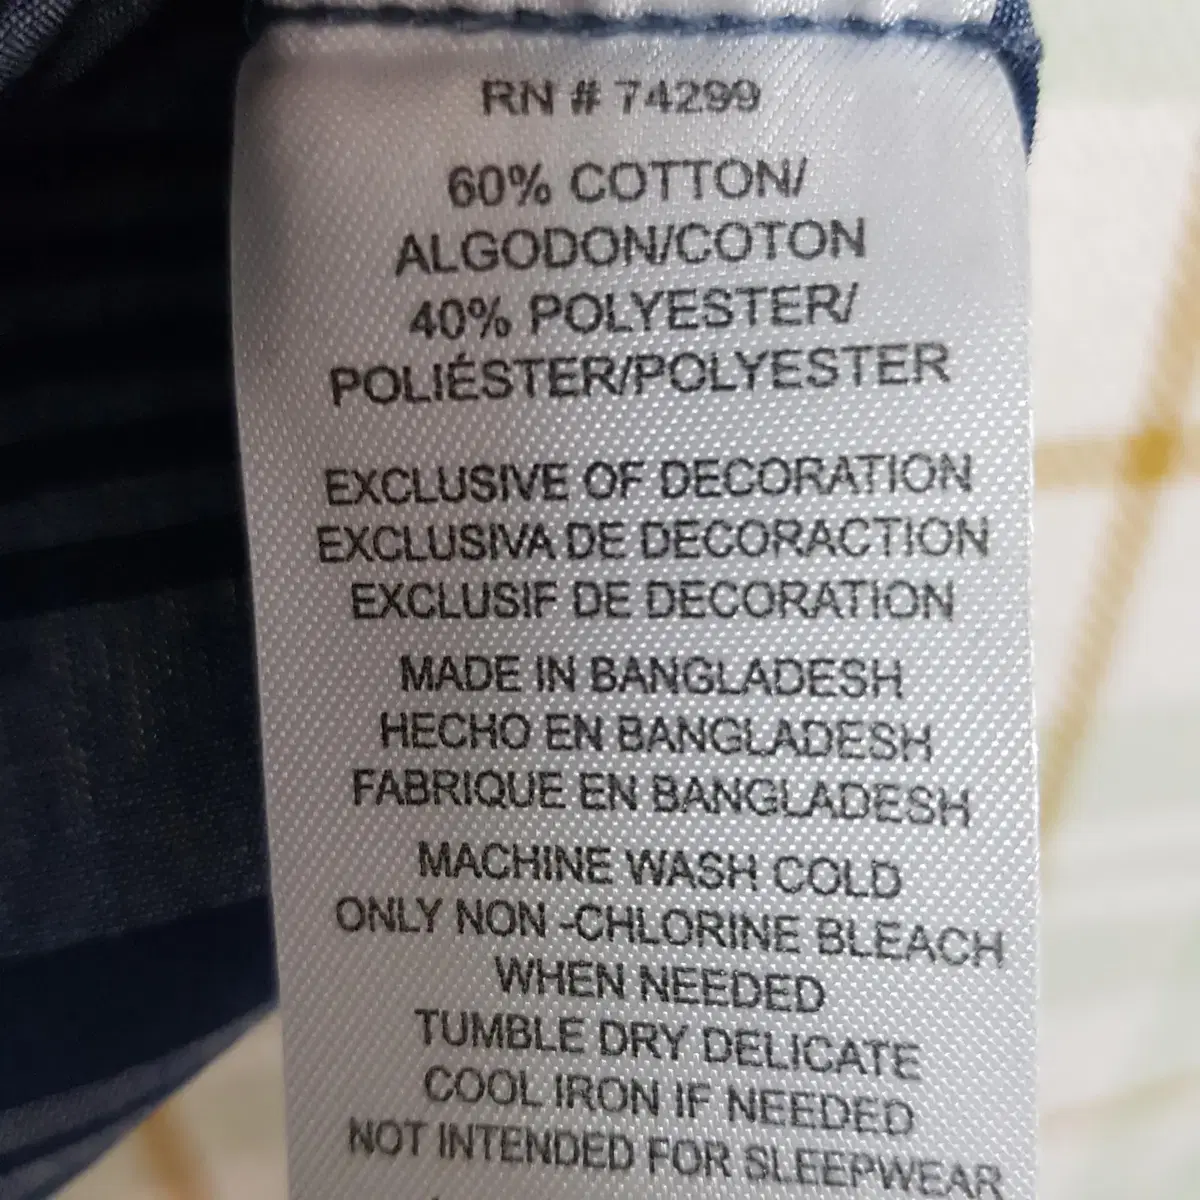 RN # 74299
60% COTTON/
ALGODON/COTON
40% POLYESTER/
POLIÉSTER/POLYESTER
EXCLUSIVE OF DECORATION
EXCLUSIVA DE DECORACTION
EXCLUSIF DE DECORATION
MADE IN BANGLADESH
HECHO EN BANGLADESH
FABRIQUE EN BANGLADESH
MACHINE WASH COLD
ONLY NON -CHLORINE BLEACH
WHEN NEEDED
TUMBLE DRY DELICATE
COOL IRON IF NEEDED
NOT INTENDED FOR SLEEPWEAR